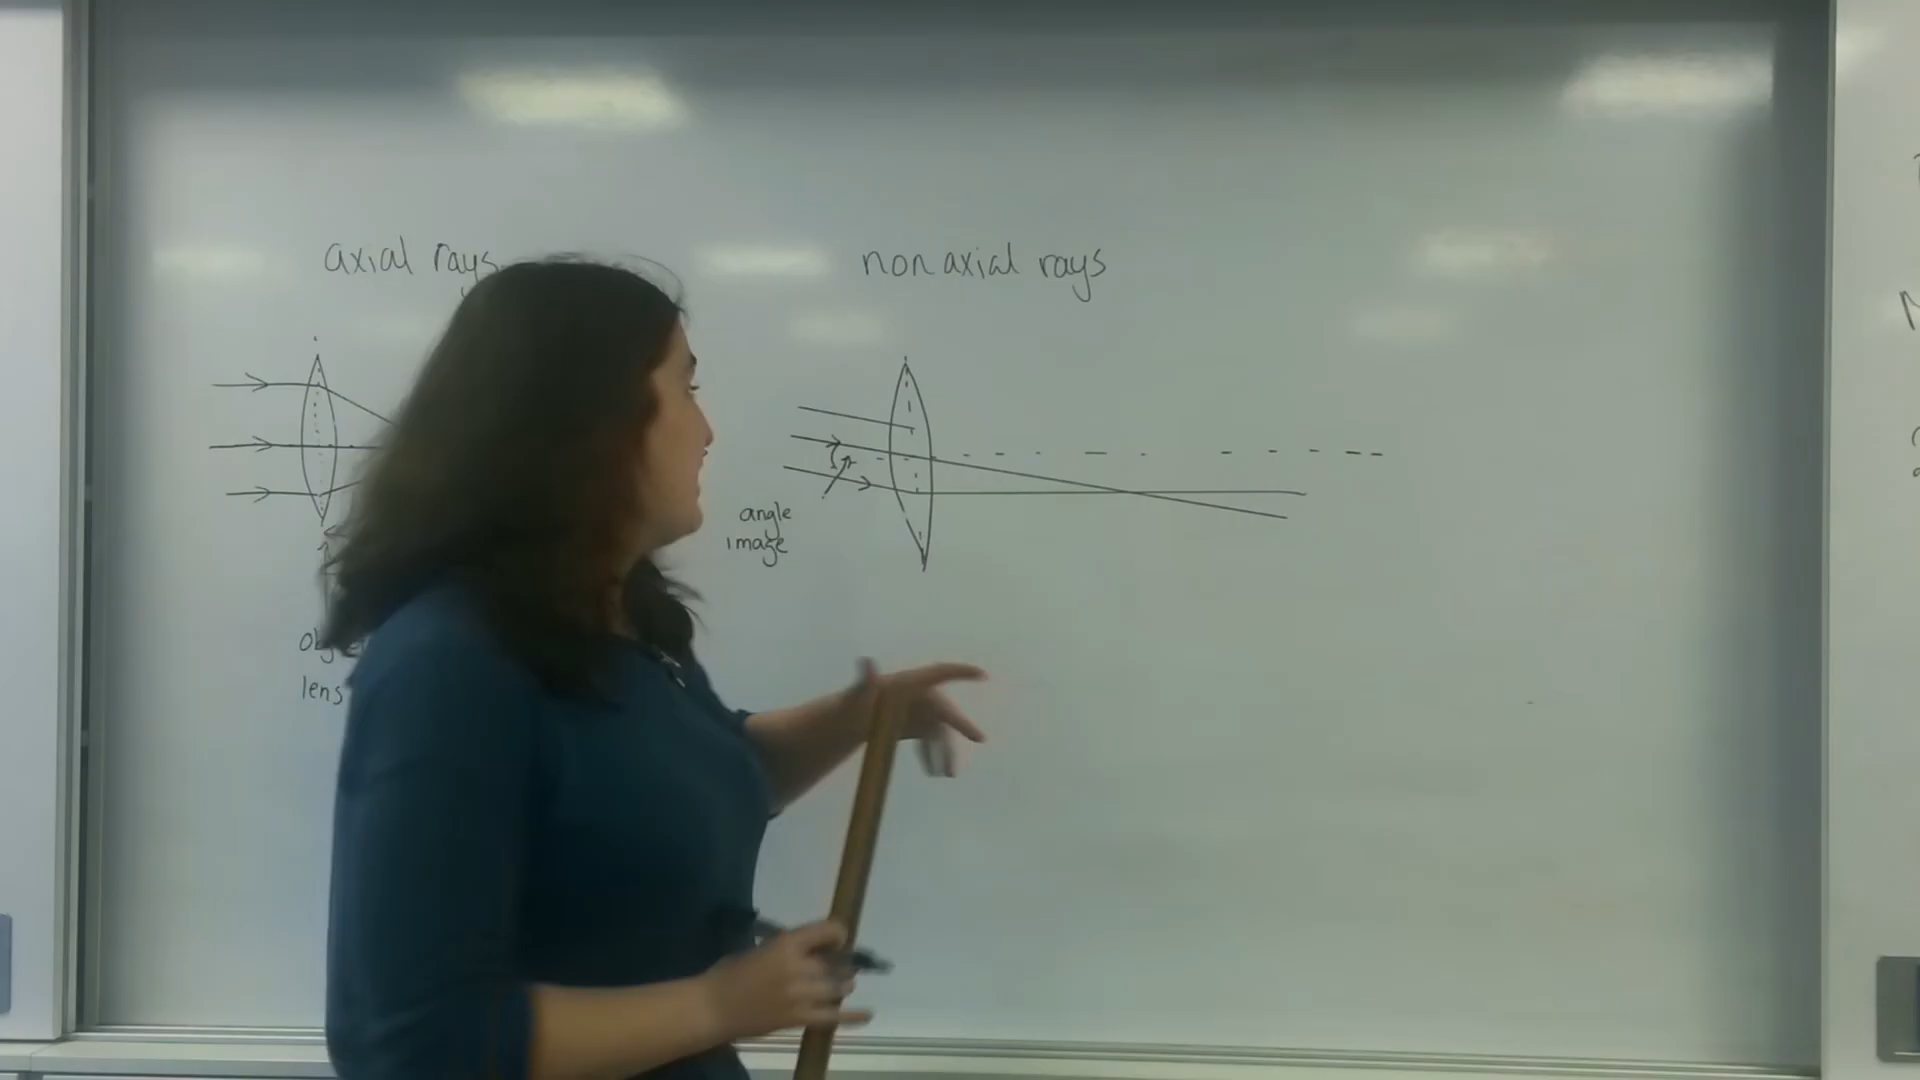 axial rays
non axial rays
angle
image
lens